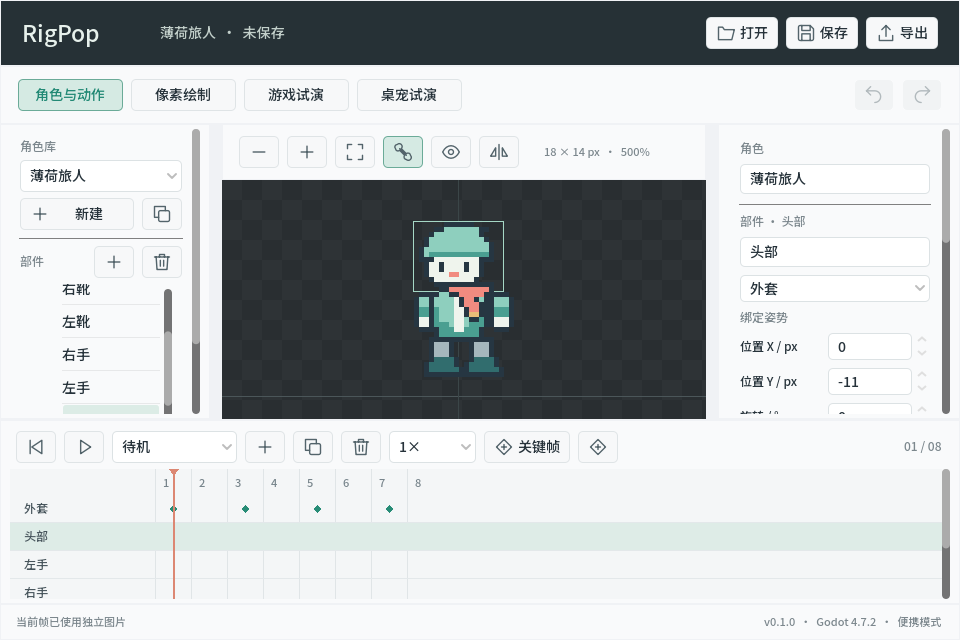 RigPop 薄荷旅人 · 未保存 打开 保存 导出
角色与动作 像素绘制 游戏试演 桌宠试演
角色库
薄荷旅人
新建
部件
右靴
左靴
右手
左手
18 × 14 px · 500%
角色
薄荷旅人
部件 · 头部
头部
外套
绑定姿势
位置 X / px 0
位置 Y / px -11
待机 1× 关键帧 01 / 08
1 2 3 4 5 6 7 8
外套
头部
左手
右手
当前帧已使用独立图片 v0.1.0 · Godot 4.7.2 · 便携模式